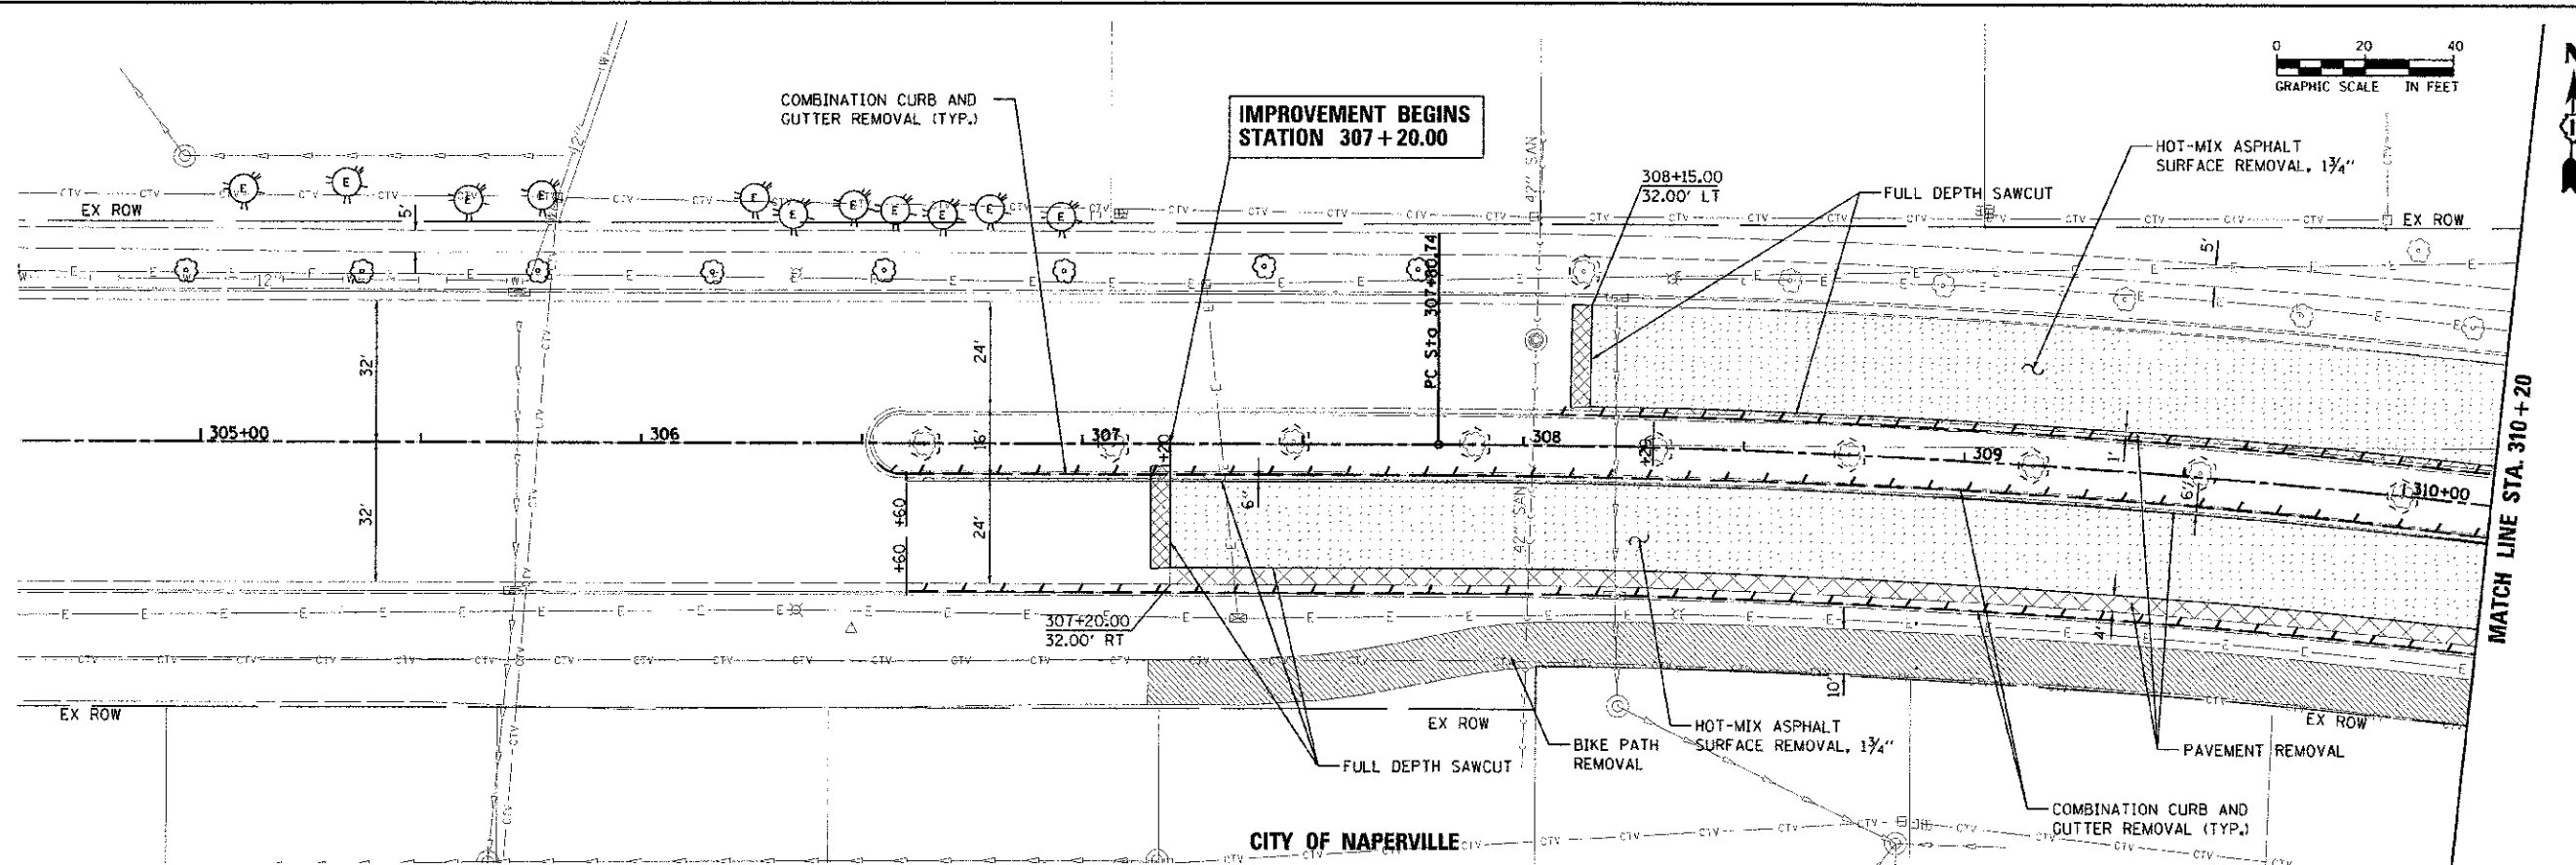 0 20 40
GRAPHIC SCALE IN FEET
N
COMBINATION CURB AND
GUTTER REMOVAL (TYP.)
IMPROVEMENT BEGINS
STATION 307+20.00
HOT-MIX ASPHALT
SURFACE REMOVAL, 1¾"
308+15.00
32.00' LT
FULL DEPTH SAWCUT
12"
(W)
42" SAN
EX ROW
5'
EX ROW
5'
CTV
E
12"
PC Sta 307+80.74
32'
24'
16'
305+00
306
307
308
309
310+00
+20
+29
1'
6"
6"
MATCH LINE STA. 310+20
32'
24'
+60
+60
42" SAN
307+20.00
32.00' RT
4'
10'
EX ROW
EX ROW
EX ROW
HOT-MIX ASPHALT
SURFACE REMOVAL, 1¾"
BIKE PATH
REMOVAL
FULL DEPTH SAWCUT
PAVEMENT REMOVAL
COMBINATION CURB AND
GUTTER REMOVAL (TYP.)
CITY OF NAPERVILLE